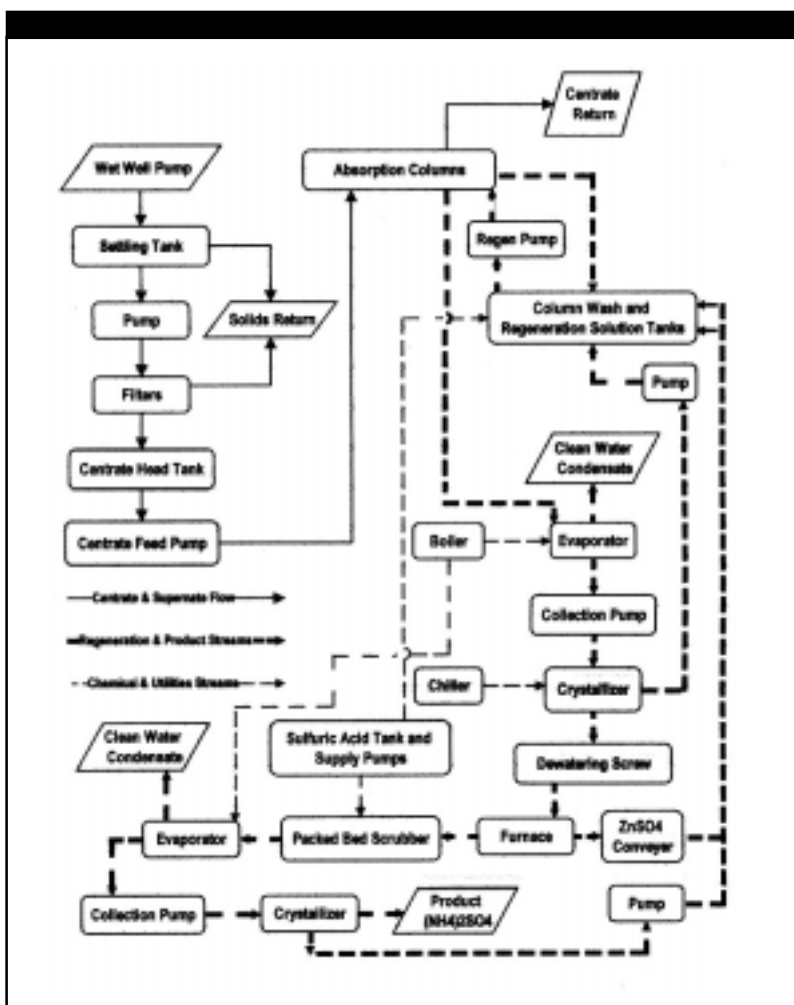 Centrate
Return
Absorption Columns
Wet Well Pump
Regen Pump
Settling Tank
Column Wash and
Regeneration Solution Tanks
Pump
Solids Return
Pump
Filters
Clean Water
Condensate
Centrate Head Tank
Centrate Feed Pump
Boiler
Evaporator
Centrate & Supernate Flow
Collection Pump
Regeneration & Product Streams
Chemical & Utilities Streams
Chiller
Crystallizer
Clean Water
Condensate
Sulfuric Acid Tank and
Supply Pumps
Dewatering Screw
Evaporator
Packed Bed Scrubber
Furnace
ZnSO4
Conveyer
Collection Pump
Crystallizer
Product
(NH4)2SO4
Pump